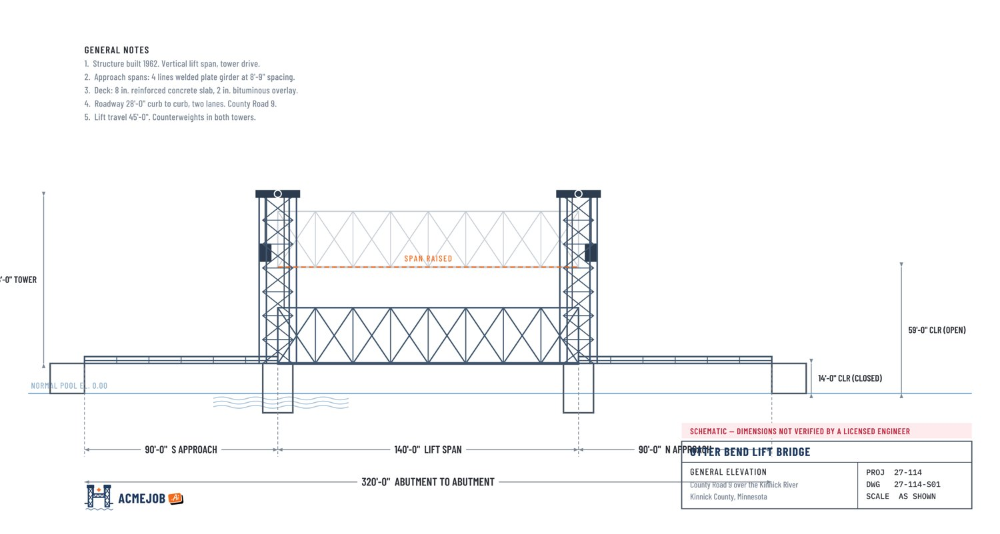 GENERAL NOTES
1. Structure built 1962. Vertical lift span, tower drive.
2. Approach spans: 4 lines welded plate girder at 8'-9" spacing.
3. Deck: 8 in. reinforced concrete slab, 2 in. bituminous overlay.
4. Roadway 28'-0" curb to curb, two lanes. County Road 9.
5. Lift travel 45'-0". Counterweights in both towers.
SPAN RAISED
'-0" TOWER
59'-0" CLR (OPEN)
14'-0" CLR (CLOSED)
NORMAL POOL EL. 0.00
SCHEMATIC — DIMENSIONS NOT VERIFIED BY A LICENSED ENGINEER
90'-0" S APPROACH
140'-0" LIFT SPAN
90'-0" N APPROACH
OTTER BEND LIFT BRIDGE
GENERAL ELEVATION
County Road 9 over the Kinnick River
Kinnick County, Minnesota
PROJ 27-114
DWG 27-114-S01
SCALE AS SHOWN
320'-0" ABUTMENT TO ABUTMENT
ACMEJOB .Ai